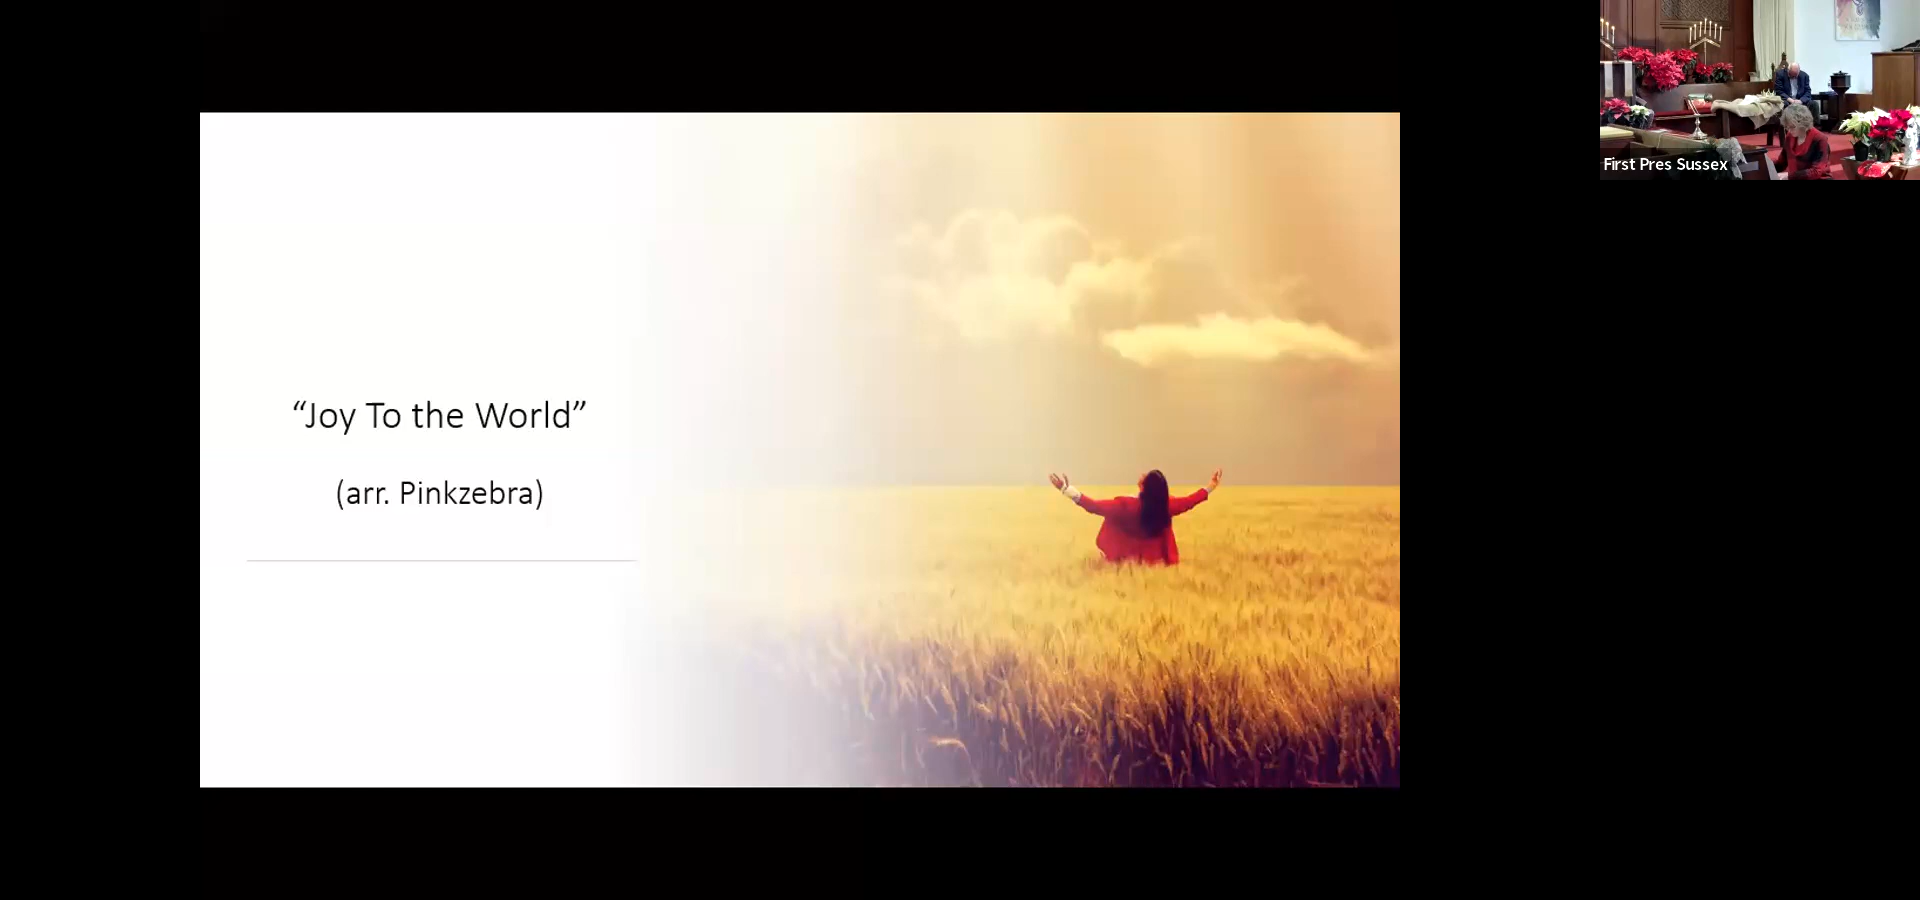 “Joy To the World”
(arr. Pinkzebra)
First Pres Sussex